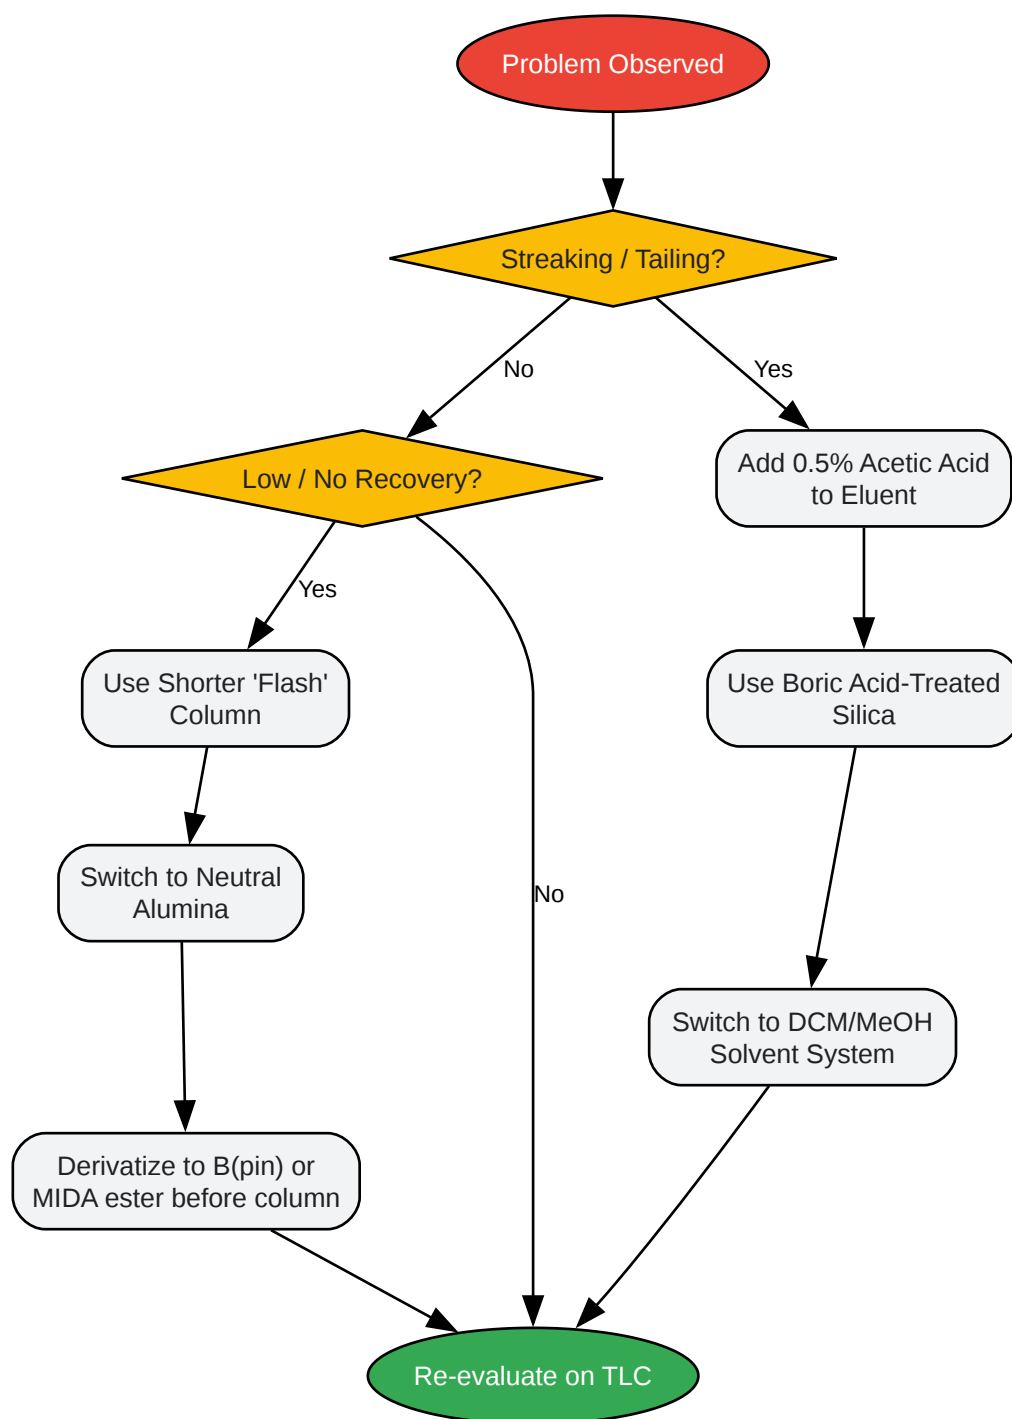 Problem Observed
Streaking / Tailing?
No
Yes
Low / No Recovery?
Add 0.5% Acetic Acid
to Eluent
Yes
Use Shorter 'Flash'
Column
Use Boric Acid-Treated
Silica
Switch to Neutral
Alumina
No
Switch to DCM/MeOH
Solvent System
Derivatize to B(pin) or
MIDA ester before column
Re-evaluate on TLC